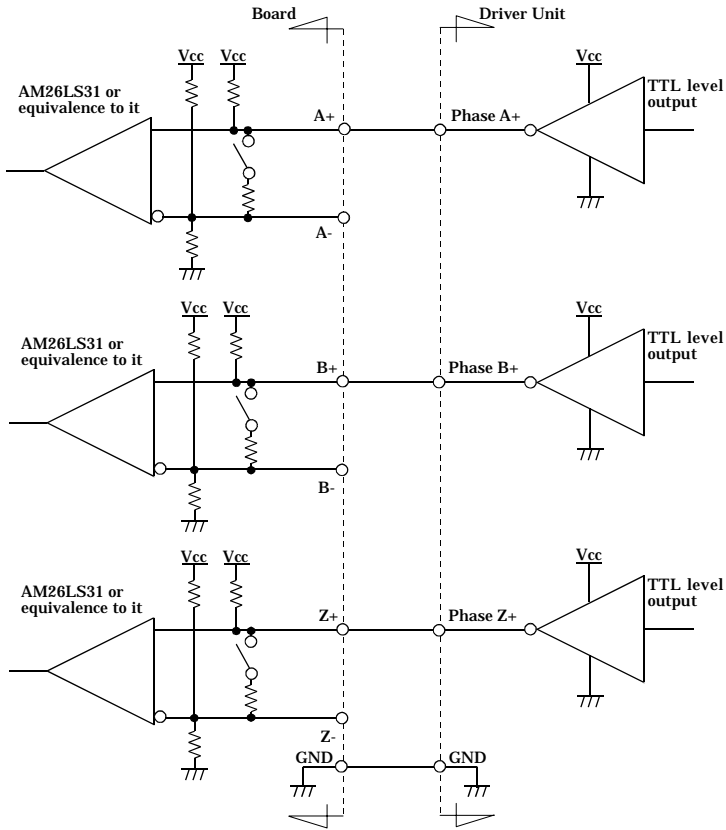 Board
Driver Unit
Vcc
Vcc
Vcc
AM26LS31 or
equivalence to it
TTL level
output
A+
Phase A+
A-
Vcc
Vcc
Vcc
AM26LS31 or
equivalence to it
TTL level
output
B+
Phase B+
B-
Vcc
Vcc
Vcc
AM26LS31 or
equivalence to it
TTL level
output
Z+
Phase Z+
Z-
GND
GND